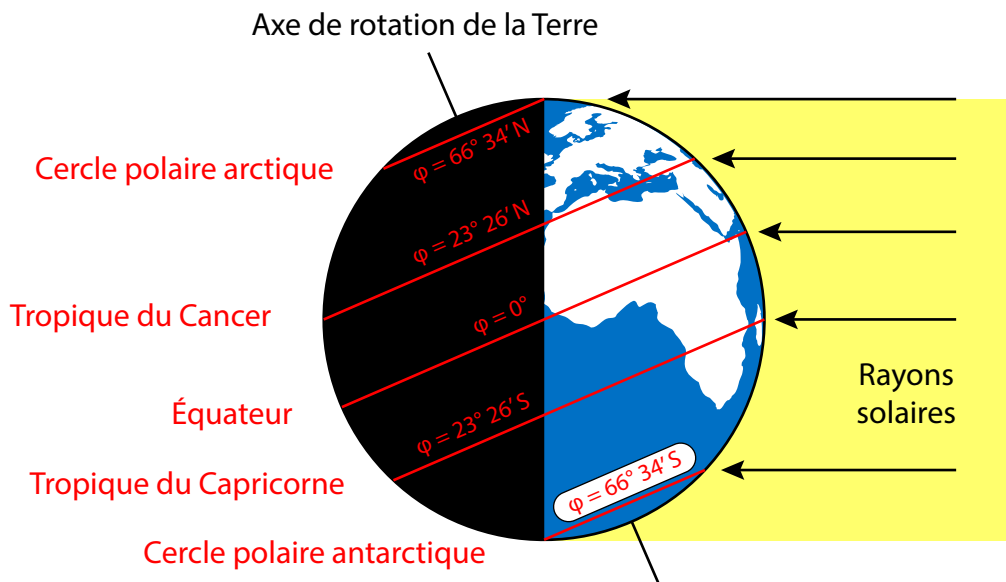 Axe de rotation de la Terre
Cercle polaire arctique
φ = 66° 34′ N
φ = 23° 26′ N
Tropique du Cancer
φ = 0°
Rayons
solaires
Équateur
φ = 23° 26′ S
Tropique du Capricorne
φ = 66° 34′ S
Cercle polaire antarctique